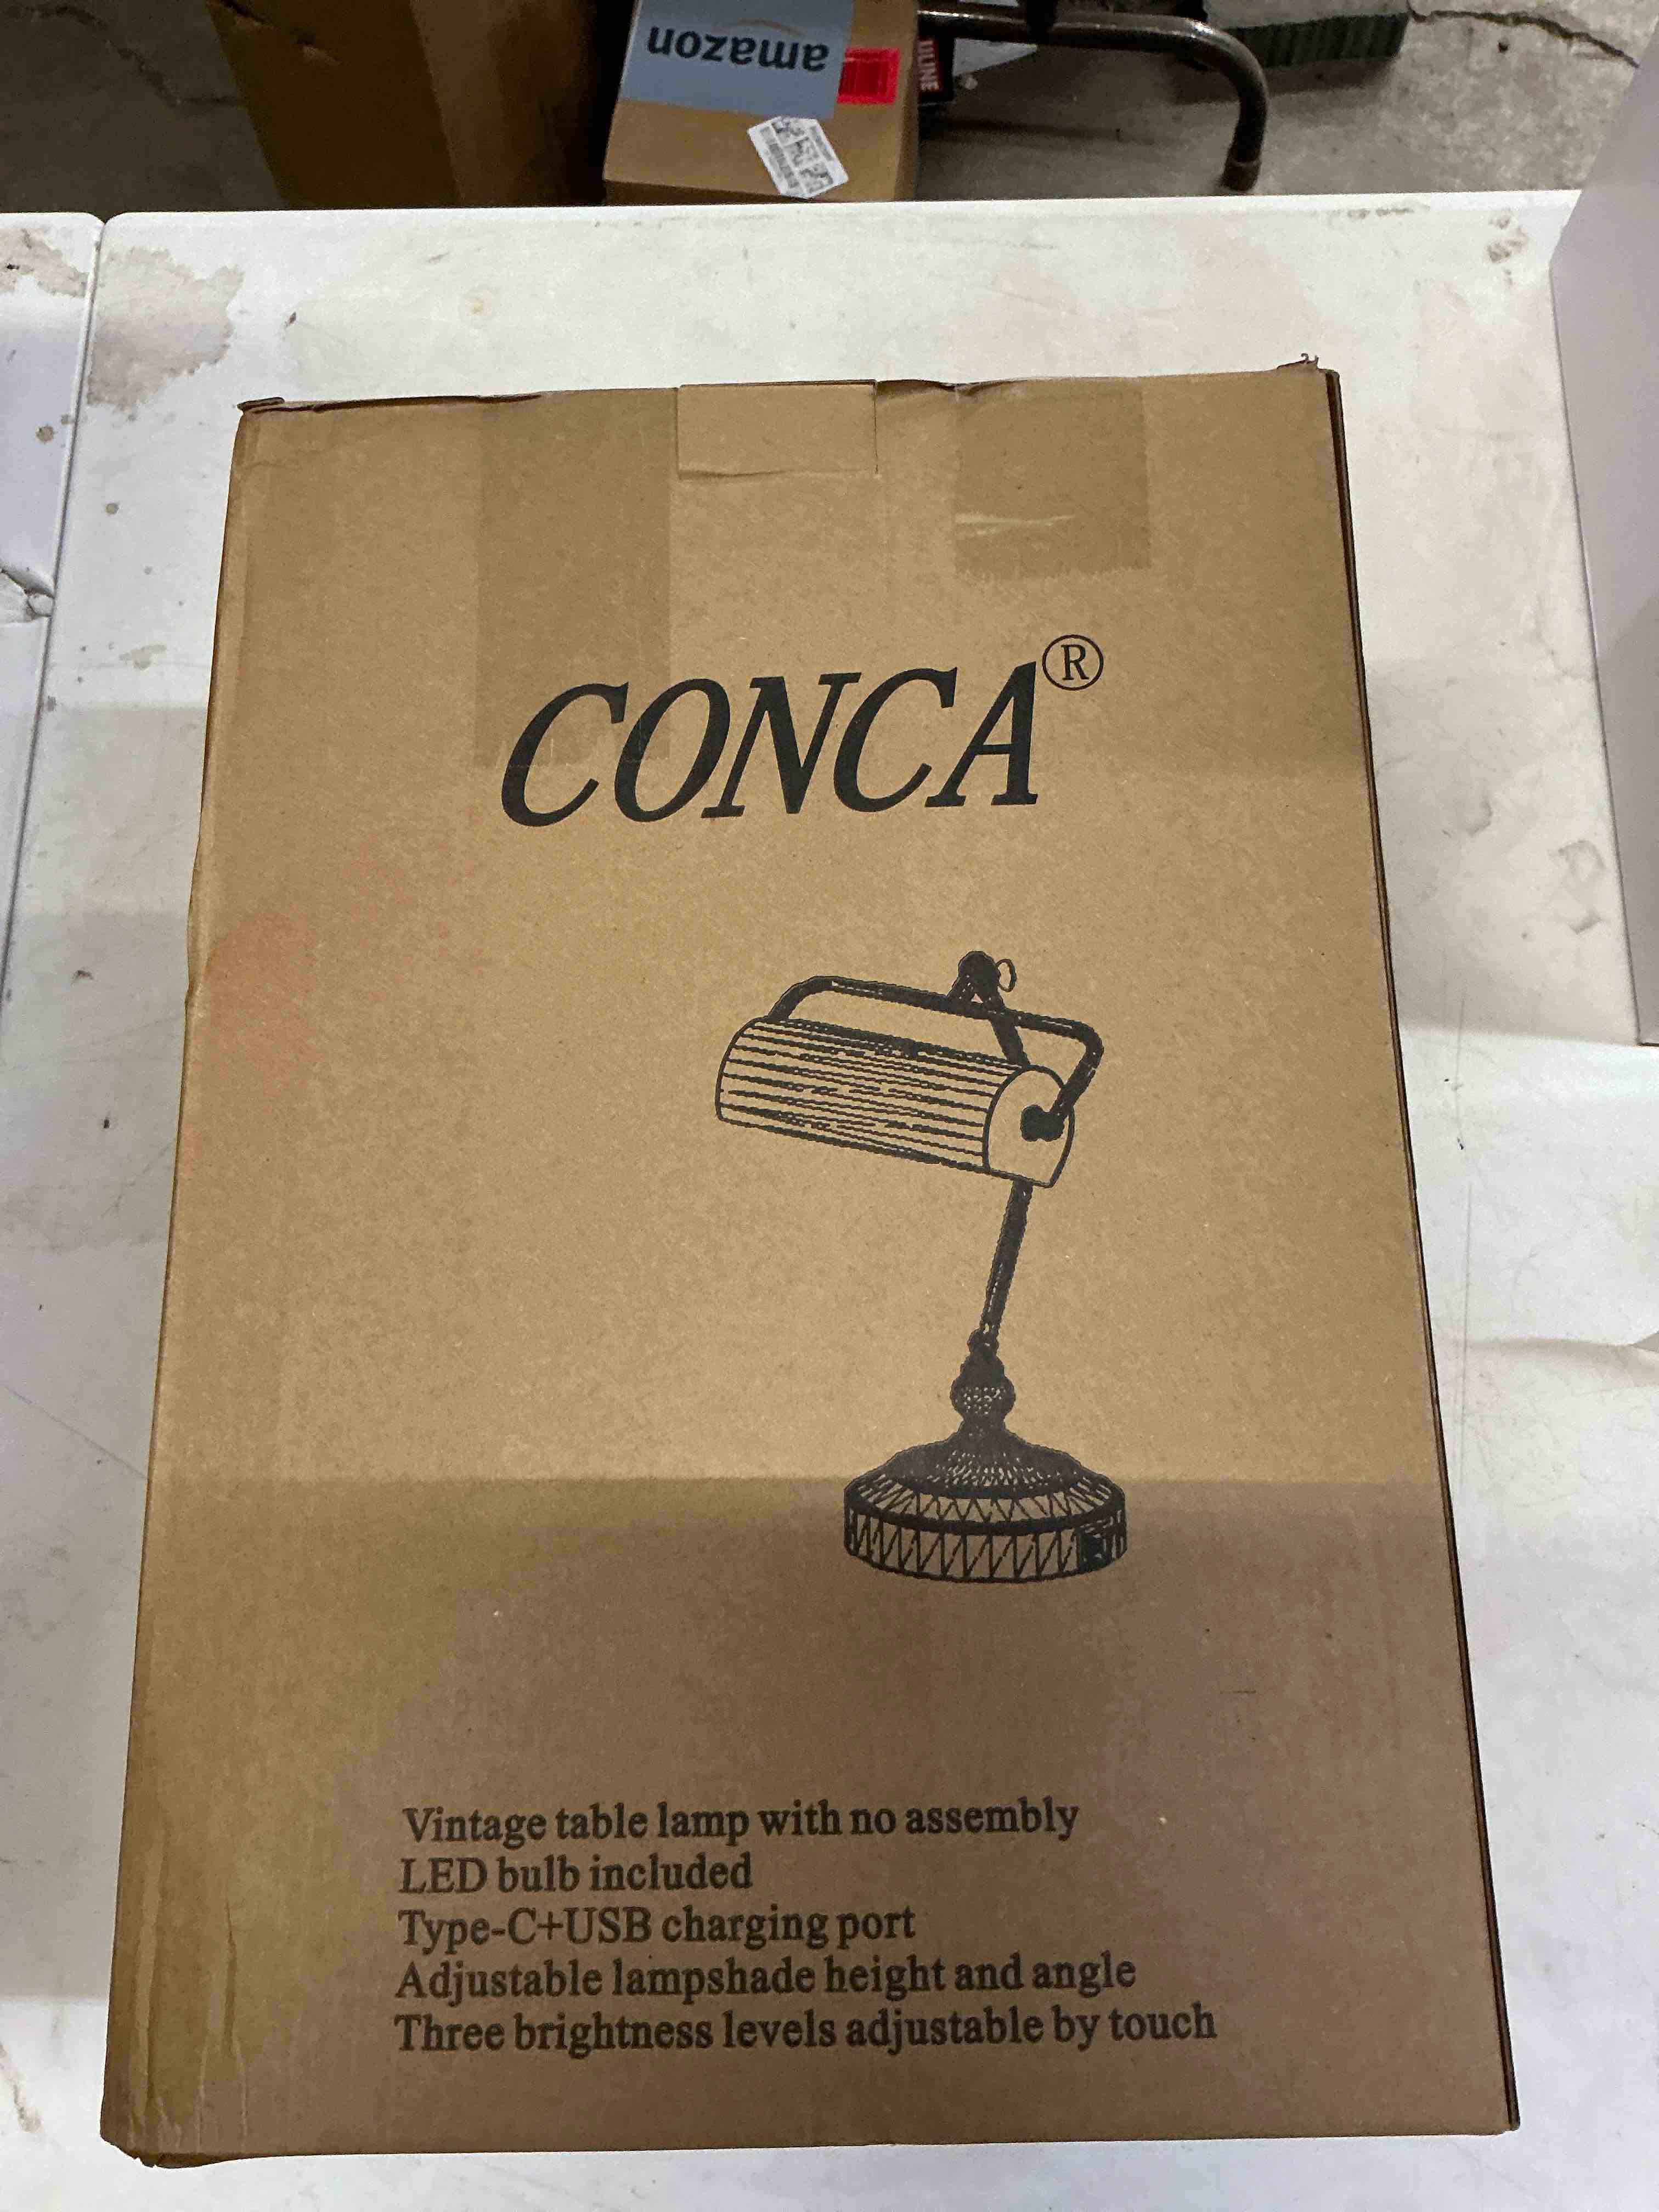 amazon
ULINE
CONCA®
Vintage table lamp with no assembly
LED bulb included
Type-C+USB charging port
Adjustable lampshade height and angle
Three brightness levels adjustable by touch